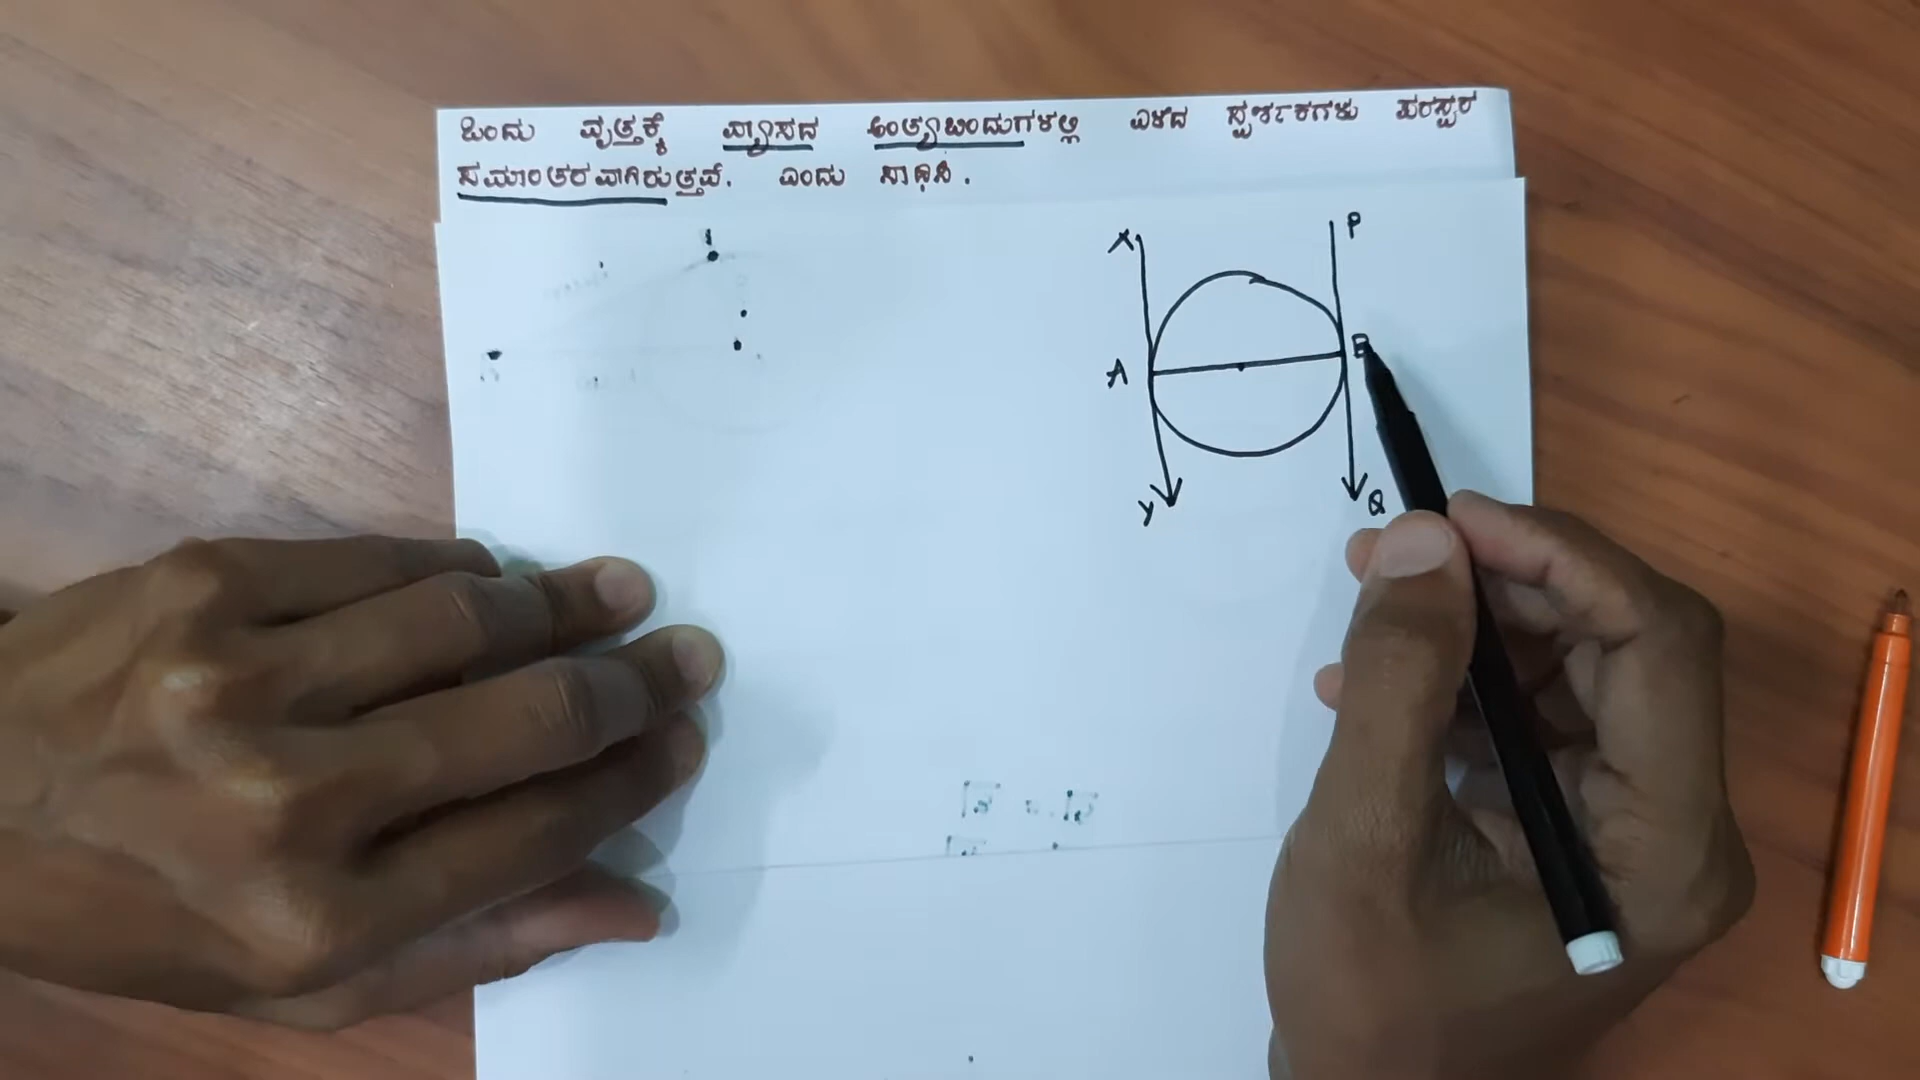 ಒಂದು ವೃತ್ತಕ್ಕೆ ವ್ಯಾಸದ ಅಂತ್ಯಬಿಂದುಗಳಲ್ಲಿ ಎಳೆದ ಸ್ಪರ್ಶಕಗಳು ಪರಸ್ಪರ
ಸಮಾಂತರವಾಗಿರುತ್ತವೆ. ಎಂದು ಸಾಧಿಸಿ.
X P
A B
Y Q